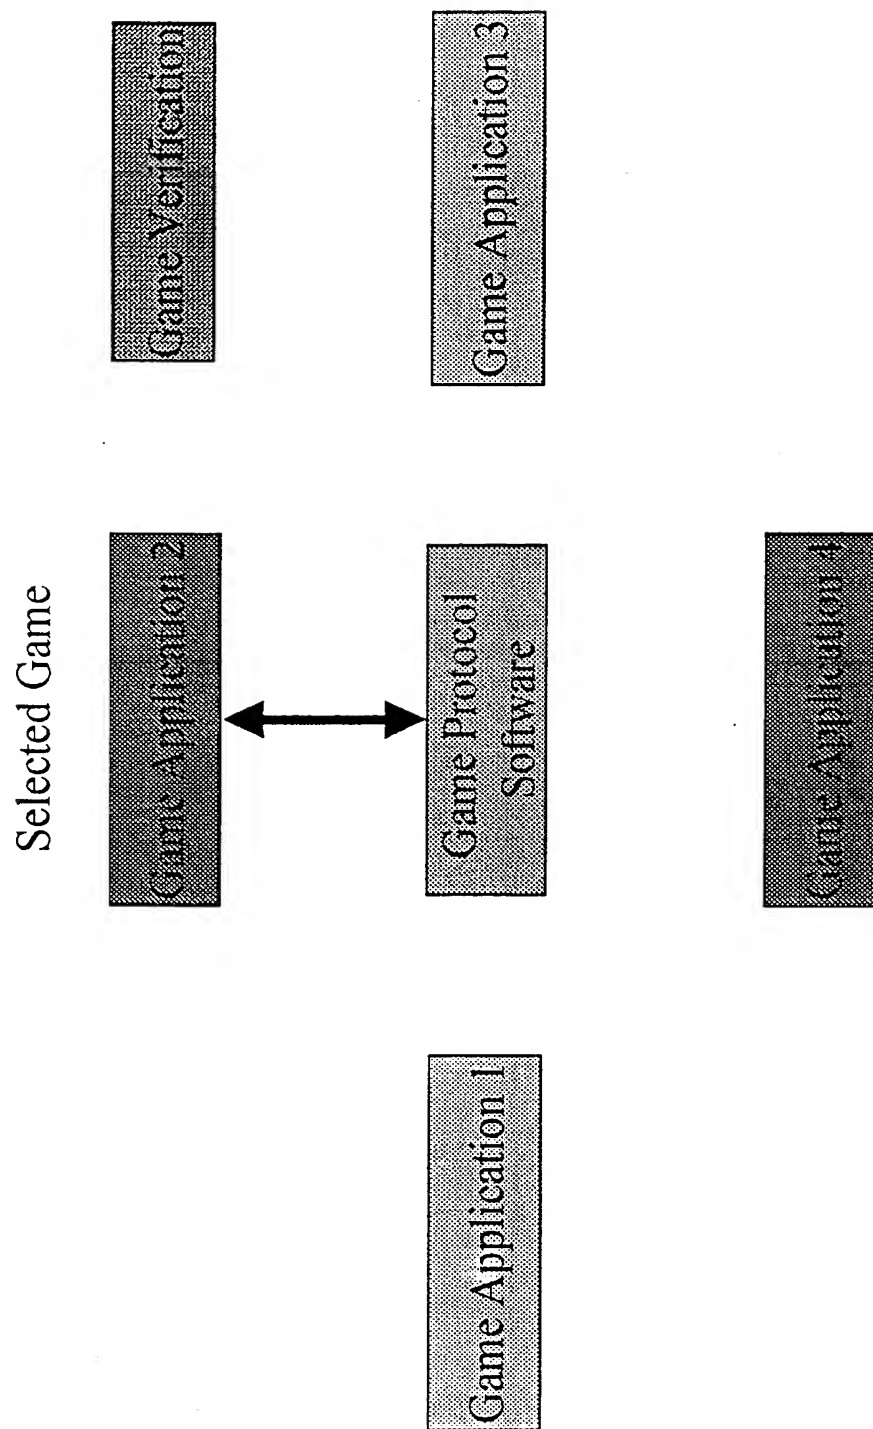 Selected Game
Game Application 2
Game Verification
Game Application 1
Game Protocol
Software
Game Application 3
Game Application 4